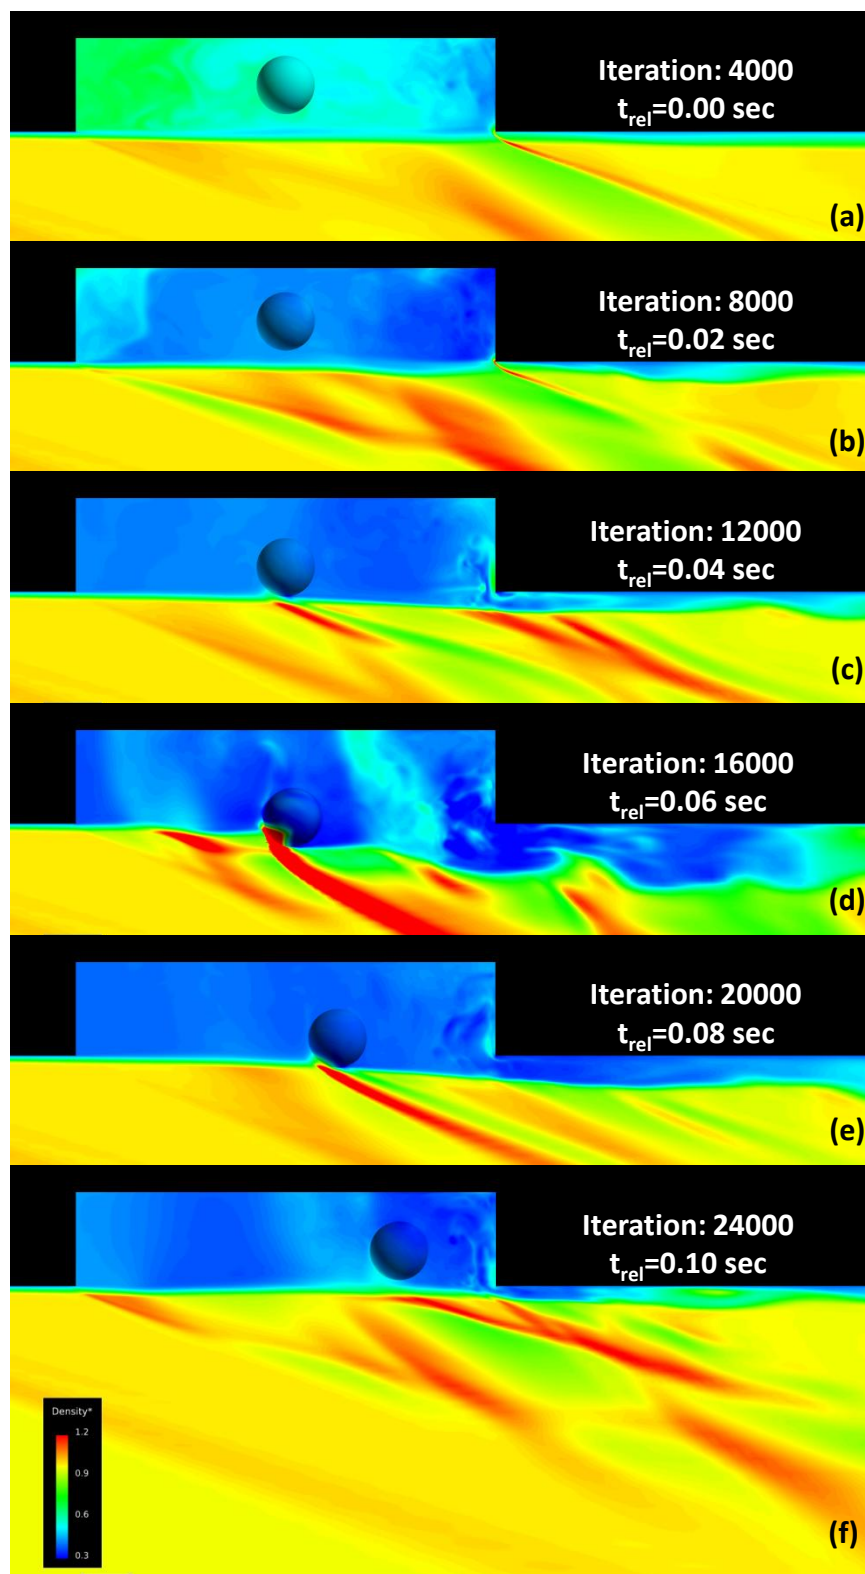 Iteration: 4000
t_rel=0.00 sec
(a)
Iteration: 8000
t_rel=0.02 sec
(b)
Iteration: 12000
t_rel=0.04 sec
(c)
Iteration: 16000
t_rel=0.06 sec
(d)
Iteration: 20000
t_rel=0.08 sec
(e)
Iteration: 24000
t_rel=0.10 sec
Density*
1.2
0.9
0.6
0.3
(f)